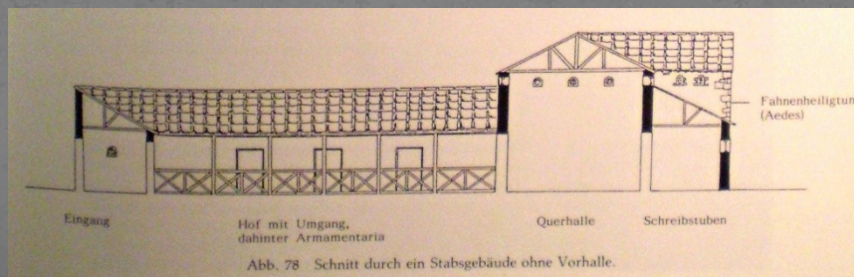 Fahnenheiligtum
(Aedes)
Eingang
Hof mit Umgang,
dahinter Armamentaria
Querhalle
Schreibstuben
Abb. 78 Schnitt durch ein Stabsgebäude ohne Vorhalle.